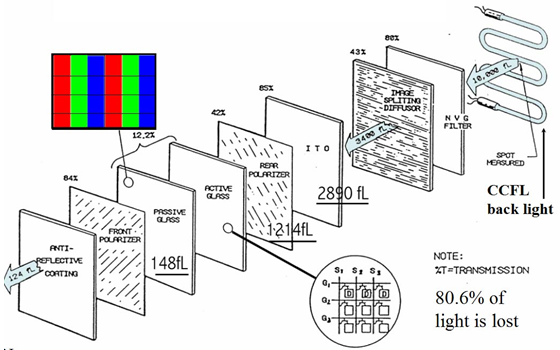 80%
43%
10,000 fL
85%
IMAGE
SPLITING
DIFFUSOR
N V G
FILTER
SPOT
MEASURED
CCFL
back light
42%
3400 fL
I T O
2890 fL
12,2%
REAR
POLARIZER
1214fL
84%
ACTIVE
GLASS
PASSIVE
GLASS
148fL
FRONT
POLARIZER
ANTI-
REFLECTIVE
COATING
124 fL
S1 S2 S3
G1
G2
G3
NOTE:
%T=TRANSMISSION
80.6% of
light is lost